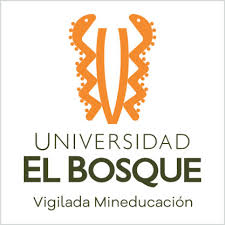 UNIVERSIDAD
EL BOSQUE
Vigilada Mineducación